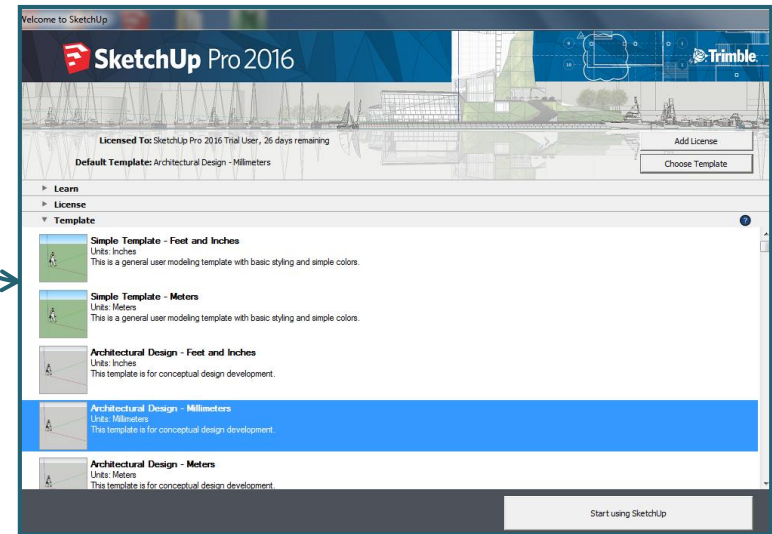 Welcome to SketchUp
SketchUp Pro 2016
Trimble.
Licensed To: SketchUp Pro 2016 Trial User, 26 days remaining
Add License
Default Template: Architectural Design - Millimeters
Choose Template
Learn
License
Template
?
Simple Template - Feet and Inches
Units: Inches
This is a general user modeling template with basic styling and simple colors.
Simple Template - Meters
Units: Meters
This is a general user modeling template with basic styling and simple colors.
Architectural Design - Feet and Inches
Units: Inches
This template is for conceptual design development.
Architectural Design - Millimeters
Units: Millimeters
This template is for conceptual design development.
Architectural Design - Meters
Units: Meters
This template is for conceptual design development.
Start using SketchUp